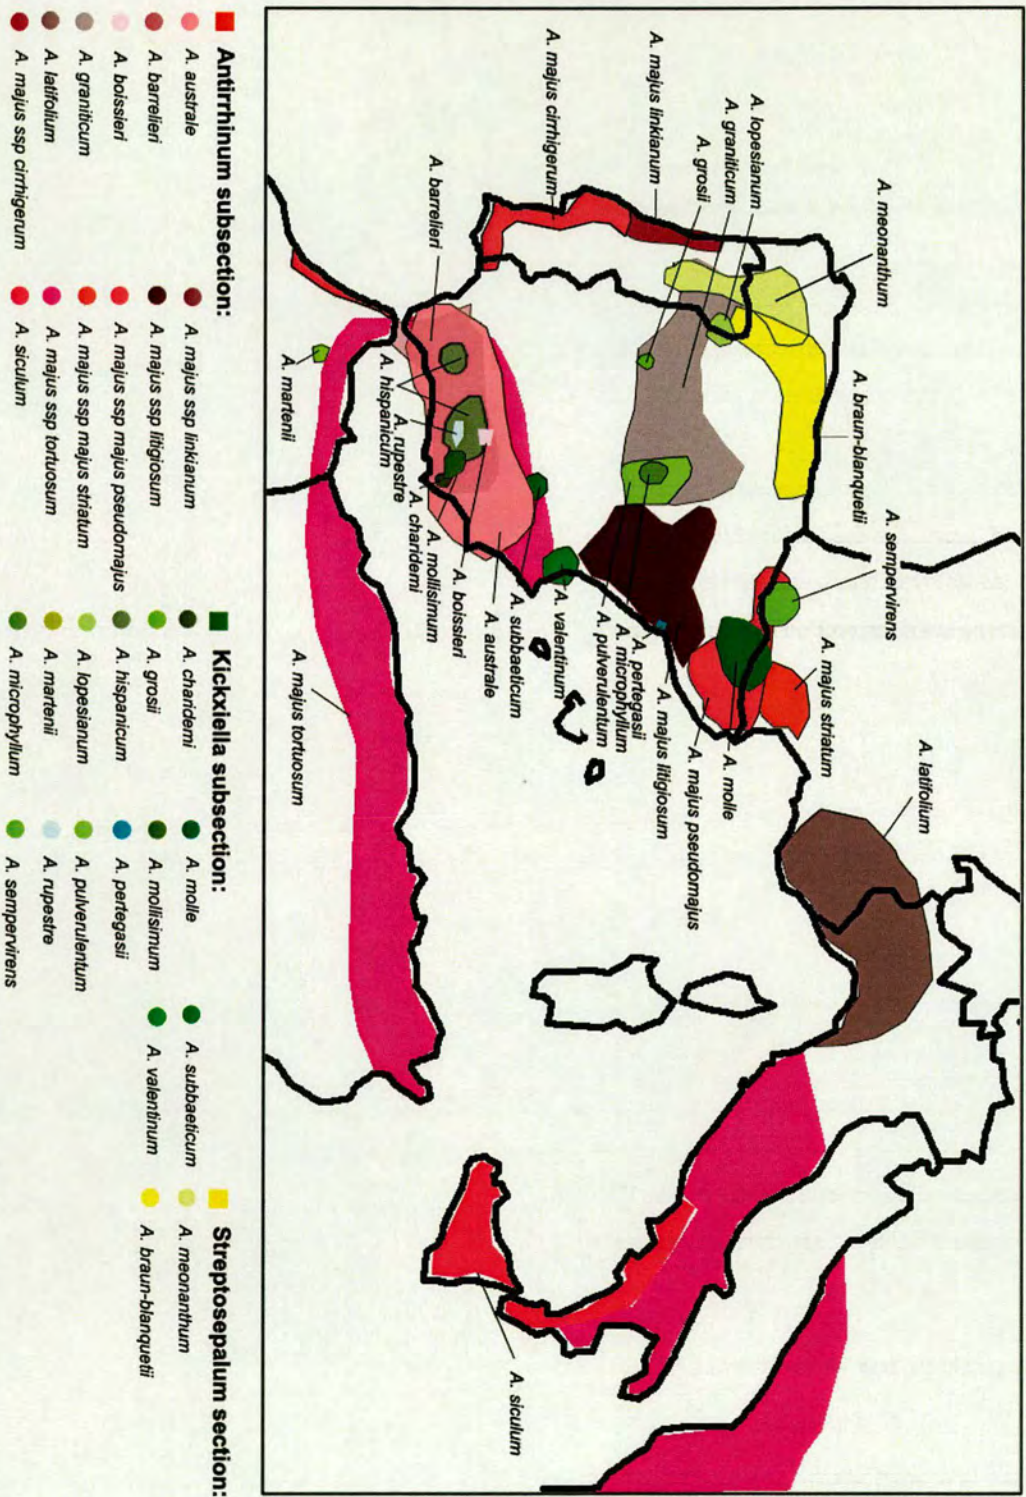 A. latifolium
A. meonanthum
A. braun-blanquetii
A. sempervirens
A. majus striatum
A. lopesianum
A. graniticum
A. grosii
A. molle
A. majus pseudomajus
A. majus litigiosum
A. pertegasii
A. microphyllum
A. pulverulentum
A. majus linkianum
A. valentinum
A. majus cirrhigerum
A. subbaeticum
A. siculum
A. australe
A. boissieri
A. mollisimum
A. charidemi
A. rupestre
A. hispanicum
A. barrelieri
A. majus tortuosum
A. martenii
Antirrhinum subsection: Kickxiella subsection: Streptosepalum section:
A. australe A. majus ssp linkianum A. charidemi A. molle A. subbaeticum A. meonanthum
A. barrelieri A. majus ssp litigiosum A. grosii A. mollisimum A. valentinum A. braun-blanquetii
A. boissieri A. majus ssp majus pseudomajus A. hispanicum A. pertegasii
A. graniticum A. majus ssp majus striatum A. lopesianum A. pulverulentum
A. latifolium A. majus ssp tortuosum A. martenii A. rupestre
A. majus ssp cirrhigerum A. siculum A. microphyllum A. sempervirens